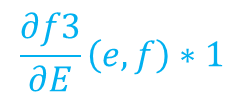 ∂f3/∂E (e, f) * 1